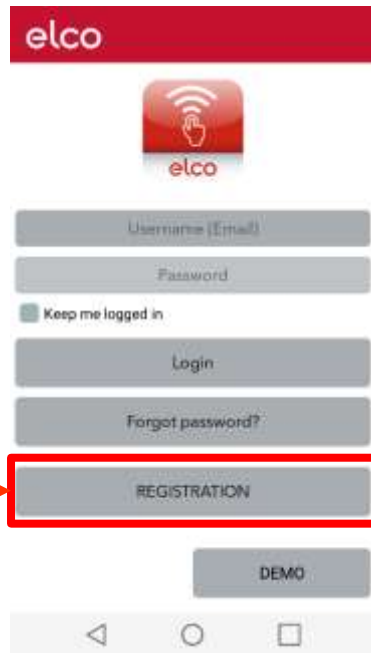 elco
elco
Username (Email)
Password
Keep me logged in
Login
Forgot password?
REGISTRATION
DEMO